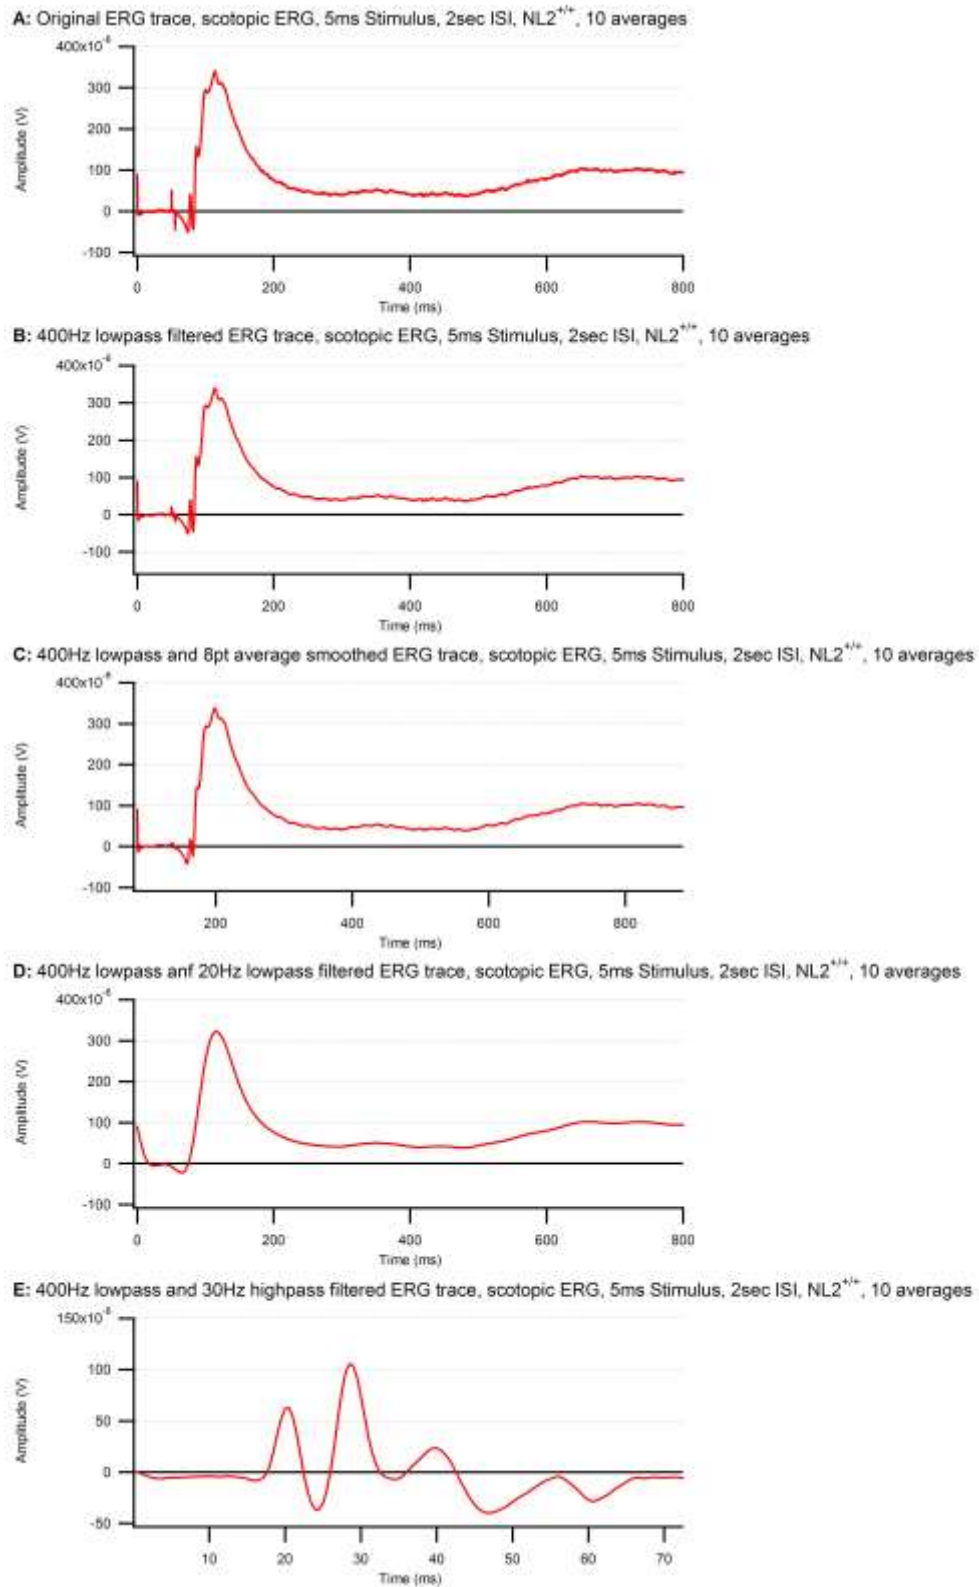 A: Original ERG trace, scotopic ERG, 5ms Stimulus, 2sec ISI, NL2+/+, 10 averages
400x10-6
300
200
100
0
-100
Amplitude (V)
0 200 400 600 800
Time (ms)
B: 400Hz lowpass filtered ERG trace, scotopic ERG, 5ms Stimulus, 2sec ISI, NL2+/+, 10 averages
400x10-6
300
200
100
0
-100
Amplitude (V)
0 200 400 600 800
Time (ms)
C: 400Hz lowpass and 8pt average smoothed ERG trace, scotopic ERG, 5ms Stimulus, 2sec ISI, NL2+/+, 10 averages
400x10-6
300
200
100
0
-100
Amplitude (V)
200 400 600 800
Time (ms)
D: 400Hz lowpass anf 20Hz lowpass filtered ERG trace, scotopic ERG, 5ms Stimulus, 2sec ISI, NL2+/+, 10 averages
400x10-6
300
200
100
0
-100
Amplitude (V)
0 200 400 600 800
Time (ms)
E: 400Hz lowpass and 30Hz highpass filtered ERG trace, scotopic ERG, 5ms Stimulus, 2sec ISI, NL2+/+, 10 averages
150x10-6
100
50
0
-50
Amplitude (V)
10 20 30 40 50 60 70
Time (ms)